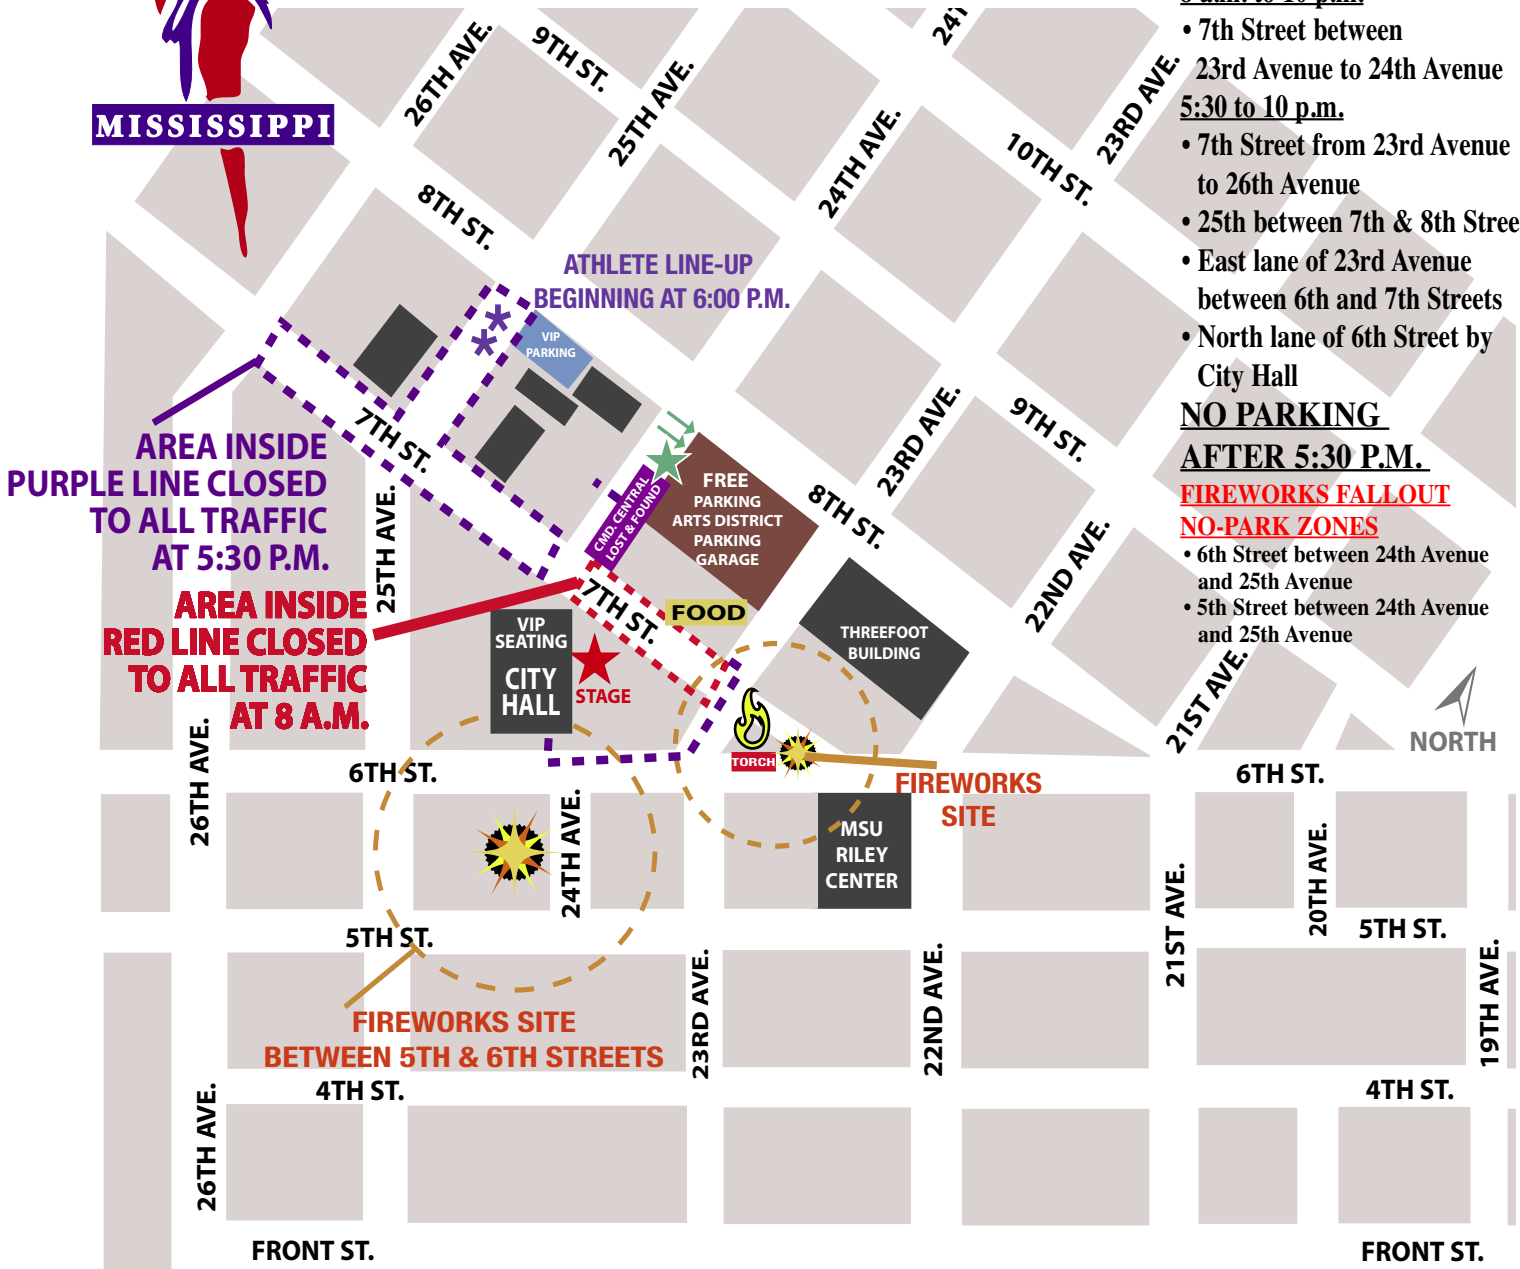 MISSISSIPPI
26TH AVE.
9TH ST.
25TH AVE.
24TH AVE.
23RD AVE.
10TH ST.
8TH ST.
• 7th Street between
23rd Avenue to 24th Avenue
5:30 to 10 p.m.
• 7th Street from 23rd Avenue
to 26th Avenue
• 25th between 7th & 8th Stree
• East lane of 23rd Avenue
between 6th and 7th Streets
• North lane of 6th Street by
City Hall
NO PARKING
AFTER 5:30 P.M.
FIREWORKS FALLOUT
NO-PARK ZONES
• 6th Street between 24th Avenue
and 25th Avenue
• 5th Street between 24th Avenue
and 25th Avenue
ATHLETE LINE-UP
BEGINNING AT 6:00 P.M.
VIP
PARKING
7TH ST.
23RD AVE.
9TH ST.
AREA INSIDE
PURPLE LINE CLOSED
TO ALL TRAFFIC
AT 5:30 P.M.
25TH AVE.
CMD. CENTRAL
LOST & FOUND
FREE
PARKING
ARTS DISTRICT
PARKING
GARAGE
8TH ST.
22ND AVE.
AREA INSIDE
RED LINE CLOSED
TO ALL TRAFFIC
AT 8 A.M.
7TH ST.
FOOD
VIP
SEATING
CITY
HALL
STAGE
THREEFOOT
BUILDING
21ST AVE.
NORTH
TORCH
FIREWORKS
SITE
26TH AVE.
6TH ST.
6TH ST.
24TH AVE.
MSU
RILEY
CENTER
20TH AVE.
21ST AVE.
5TH ST.
5TH ST.
23RD AVE.
22ND AVE.
19TH AVE.
FIREWORKS SITE
BETWEEN 5TH & 6TH STREETS
4TH ST.
4TH ST.
26TH AVE.
FRONT ST.
FRONT ST.